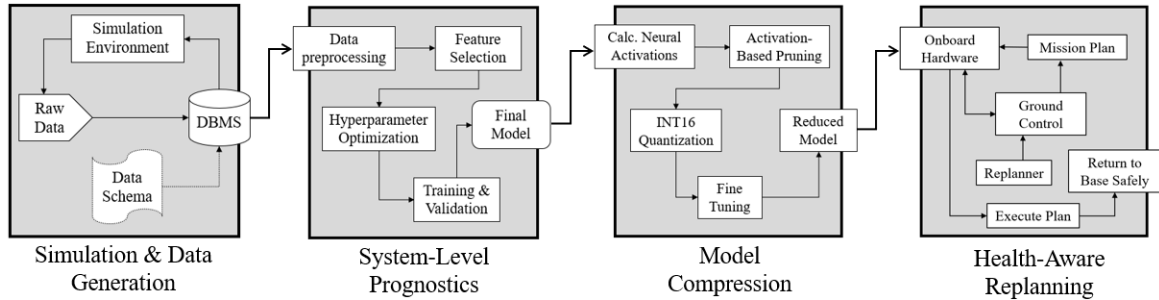 Simulation
Environment
Raw
Data
DBMS
Data
Schema
Simulation & Data
Generation
Data
preprocessing
Feature
Selection
Hyperparameter
Optimization
Final
Model
Training &
Validation
System-Level
Prognostics
Calc. Neural
Activations
Activation-
Based Pruning
INT16
Quantization
Reduced
Model
Fine
Tuning
Model
Compression
Onboard
Hardware
Mission Plan
Ground
Control
Replanner
Return to
Base Safely
Execute Plan
Health-Aware
Replanning